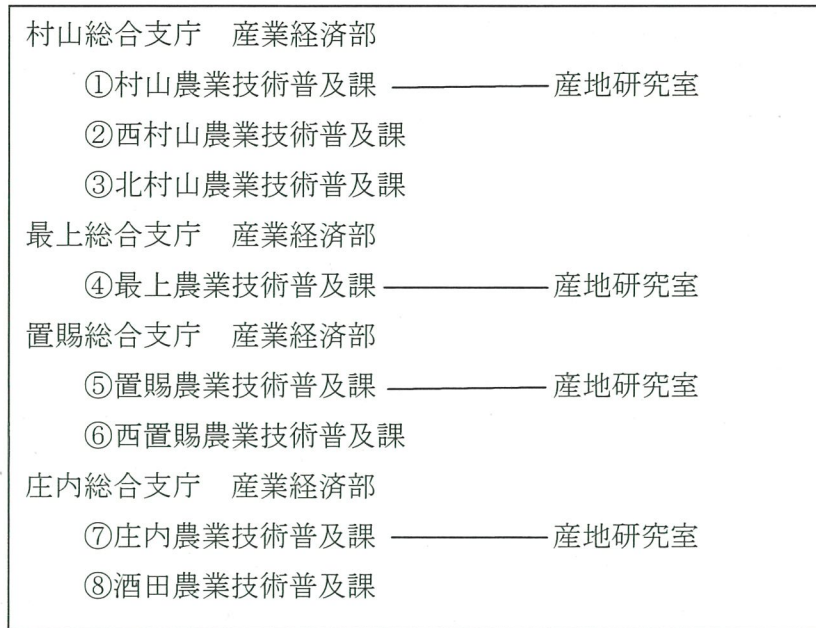 村山総合支庁　産業経済部
①村山農業技術普及課 ――――― 産地研究室
②西村山農業技術普及課
③北村山農業技術普及課
最上総合支庁　産業経済部
④最上農業技術普及課 ――――― 産地研究室
置賜総合支庁　産業経済部
⑤置賜農業技術普及課 ――――― 産地研究室
⑥西置賜農業技術普及課
庄内総合支庁　産業経済部
⑦庄内農業技術普及課 ――――― 産地研究室
⑧酒田農業技術普及課